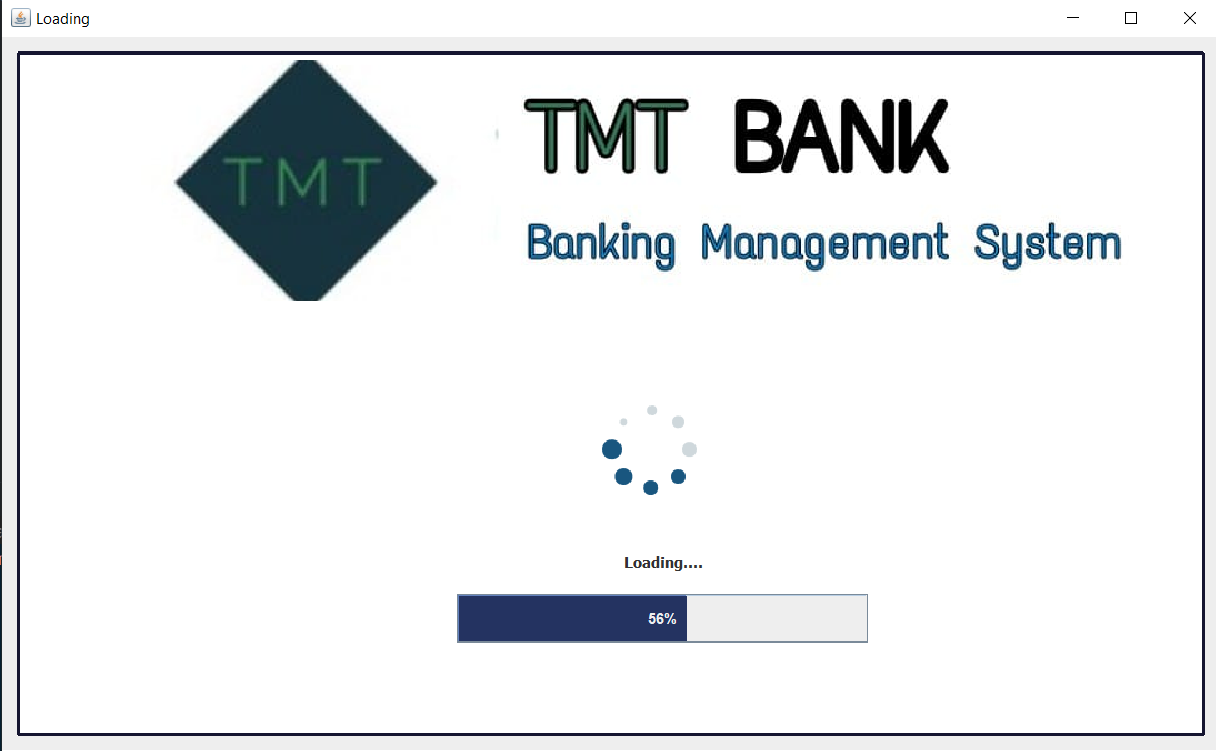 Loading
TMT
TMT BANK
Banking Management System
Loading....
56%